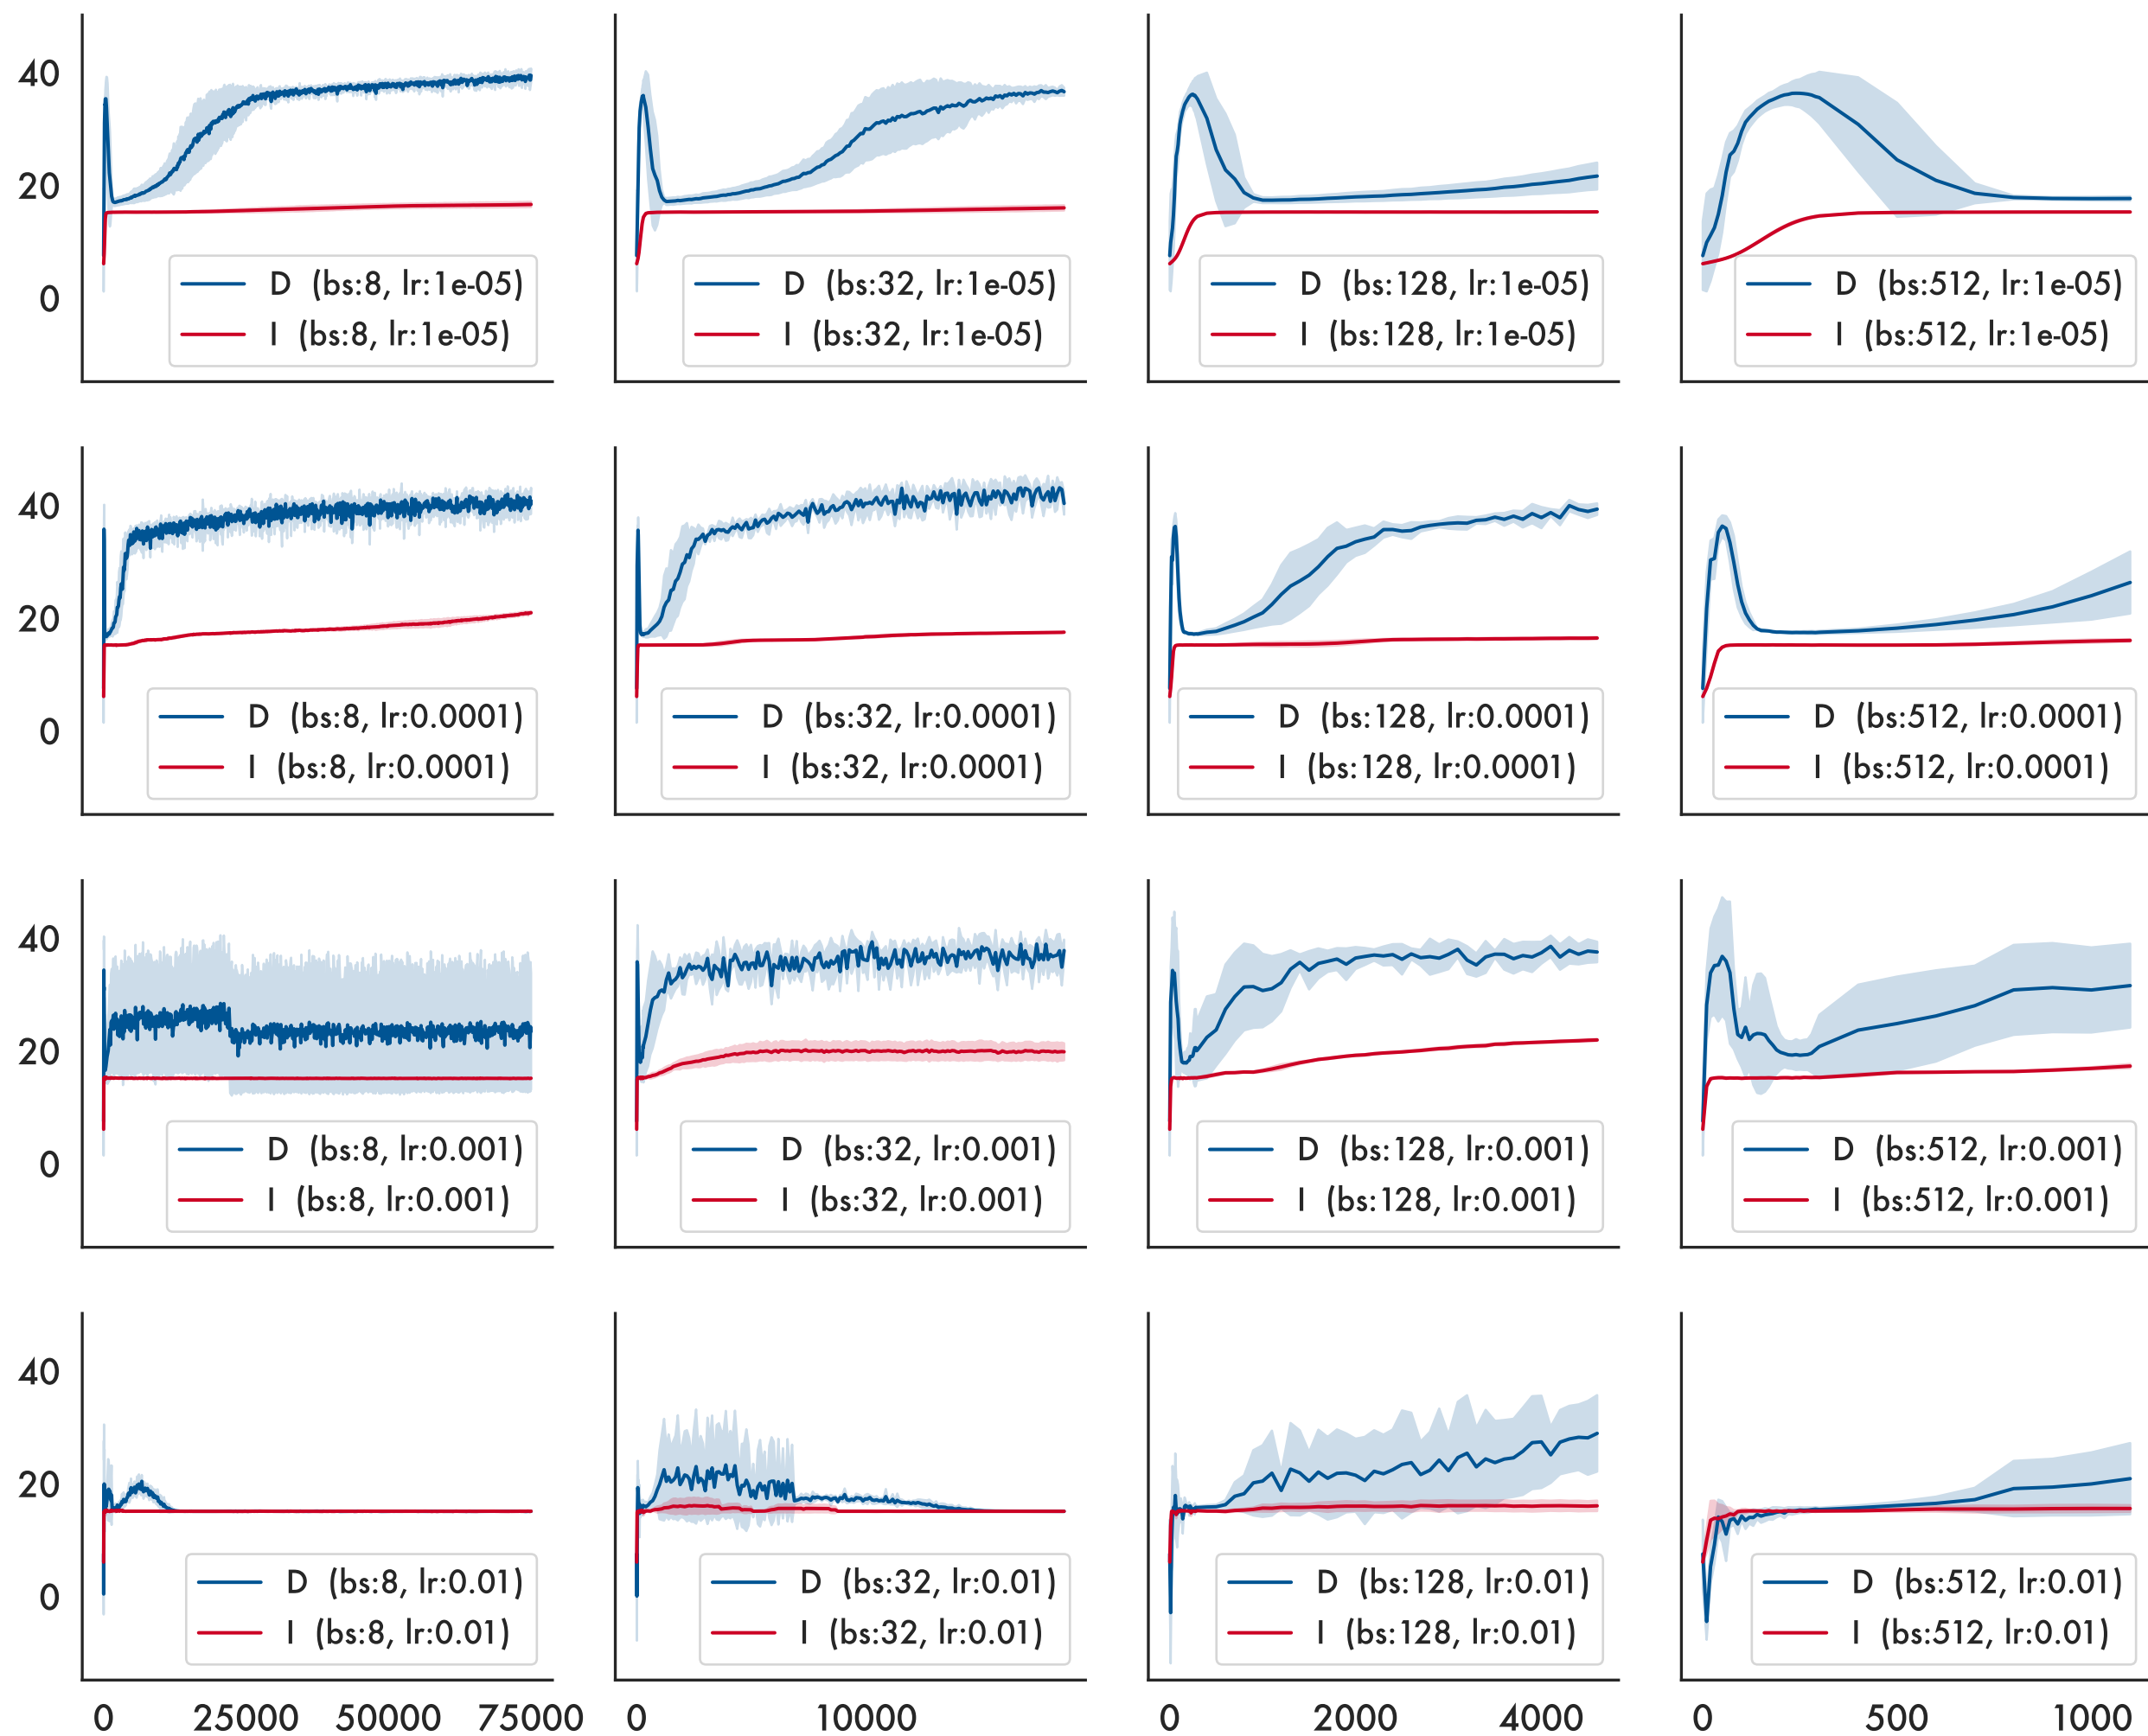 40
20
0
D (bs:8, lr:1e-05)
I (bs:8, lr:1e-05)
D (bs:32, lr:1e-05)
I (bs:32, lr:1e-05)
D (bs:128, lr:1e-05)
I (bs:128, lr:1e-05)
D (bs:512, lr:1e-05)
I (bs:512, lr:1e-05)
40
20
0
D (bs:8, lr:0.0001)
I (bs:8, lr:0.0001)
D (bs:32, lr:0.0001)
I (bs:32, lr:0.0001)
D (bs:128, lr:0.0001)
I (bs:128, lr:0.0001)
D (bs:512, lr:0.0001)
I (bs:512, lr:0.0001)
40
20
0
D (bs:8, lr:0.001)
I (bs:8, lr:0.001)
D (bs:32, lr:0.001)
I (bs:32, lr:0.001)
D (bs:128, lr:0.001)
I (bs:128, lr:0.001)
D (bs:512, lr:0.001)
I (bs:512, lr:0.001)
40
20
0
D (bs:8, lr:0.01)
I (bs:8, lr:0.01)
D (bs:32, lr:0.01)
I (bs:32, lr:0.01)
D (bs:128, lr:0.01)
I (bs:128, lr:0.01)
D (bs:512, lr:0.01)
I (bs:512, lr:0.01)
0 25000 50000 75000
0 10000
0 2000 4000
0 500 1000